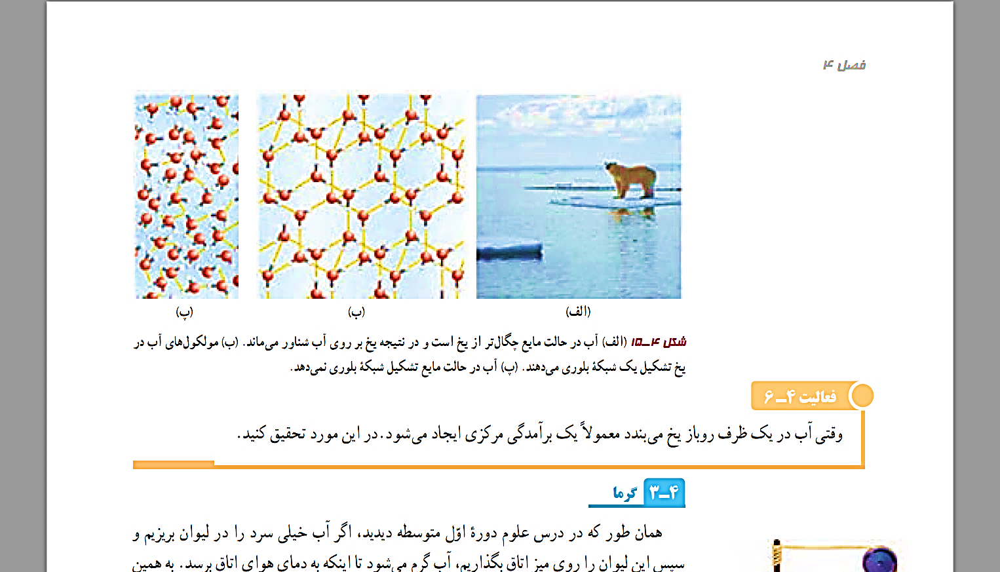 فصل ۴
(الف)
(ب)
(پ)
شکل ۴ــ۱۵ (الف) آب در حالت مایع چگال‌تر از یخ است و در نتیجه یخ بر روی آب شناور می‌ماند. (ب) مولکول‌های آب در
یخ تشکیل یک شبکهٔ بلوری می‌دهند. (پ) آب در حالت مایع تشکیل شبکهٔ بلوری نمی‌دهد.
فعالیت ۴ــ۶
وقتی آب در یک ظرف روباز یخ می‌بندد معمولاً یک برآمدگی مرکزی ایجاد می‌شود.در این مورد تحقیق کنید.
۴ــ۳ گرما
همان طور که در درس علوم دورهٔ اوّل متوسطه دیدید، اگر آب خیلی سرد را در لیوان بریزیم و
سپس این لیوان را روی میز اتاق بگذاریم، آب گرم می‌شود تا اینکه به دمای هوای اتاق برسد. به همین